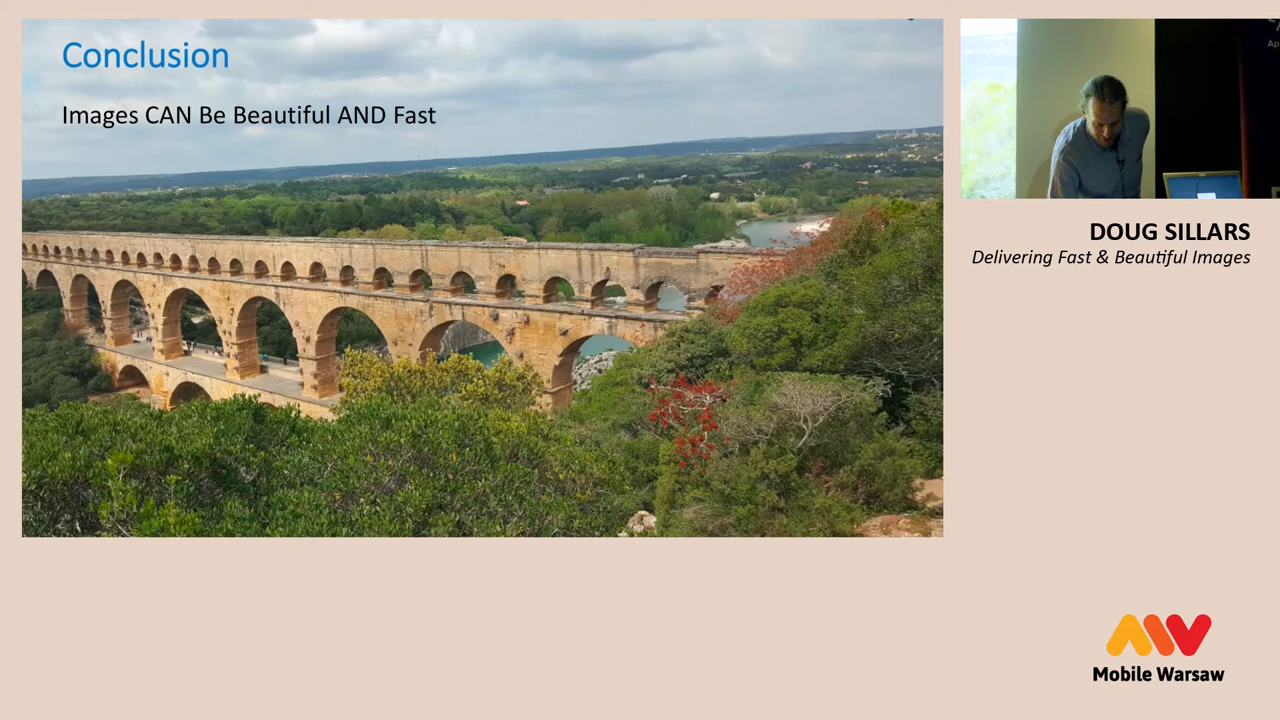 Conclusion
Images CAN Be Beautiful AND Fast
DOUG SILLARS
Delivering Fast & Beautiful Images
Mobile Warsaw